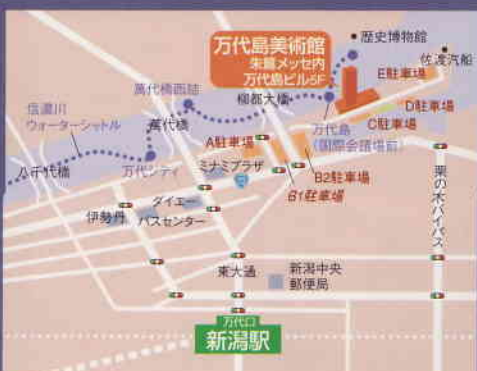 万代島美術館
朱鷺メッセ内
万代島ビル5F
歴史博物館
佐渡汽船
E駐車場
萬代橋西詰
柳都大橋
信濃川
ウォーターシャトル
萬代橋
D駐車場
C駐車場
A駐車場
万代島
(国際会議場前)
八千代橋
万代シティ
ミナミプラザ
B2駐車場
B1駐車場
栗の木バイパス
ダイエー
伊勢丹
バスセンター
東大通
新潟中央
郵便局
万代口
新潟駅